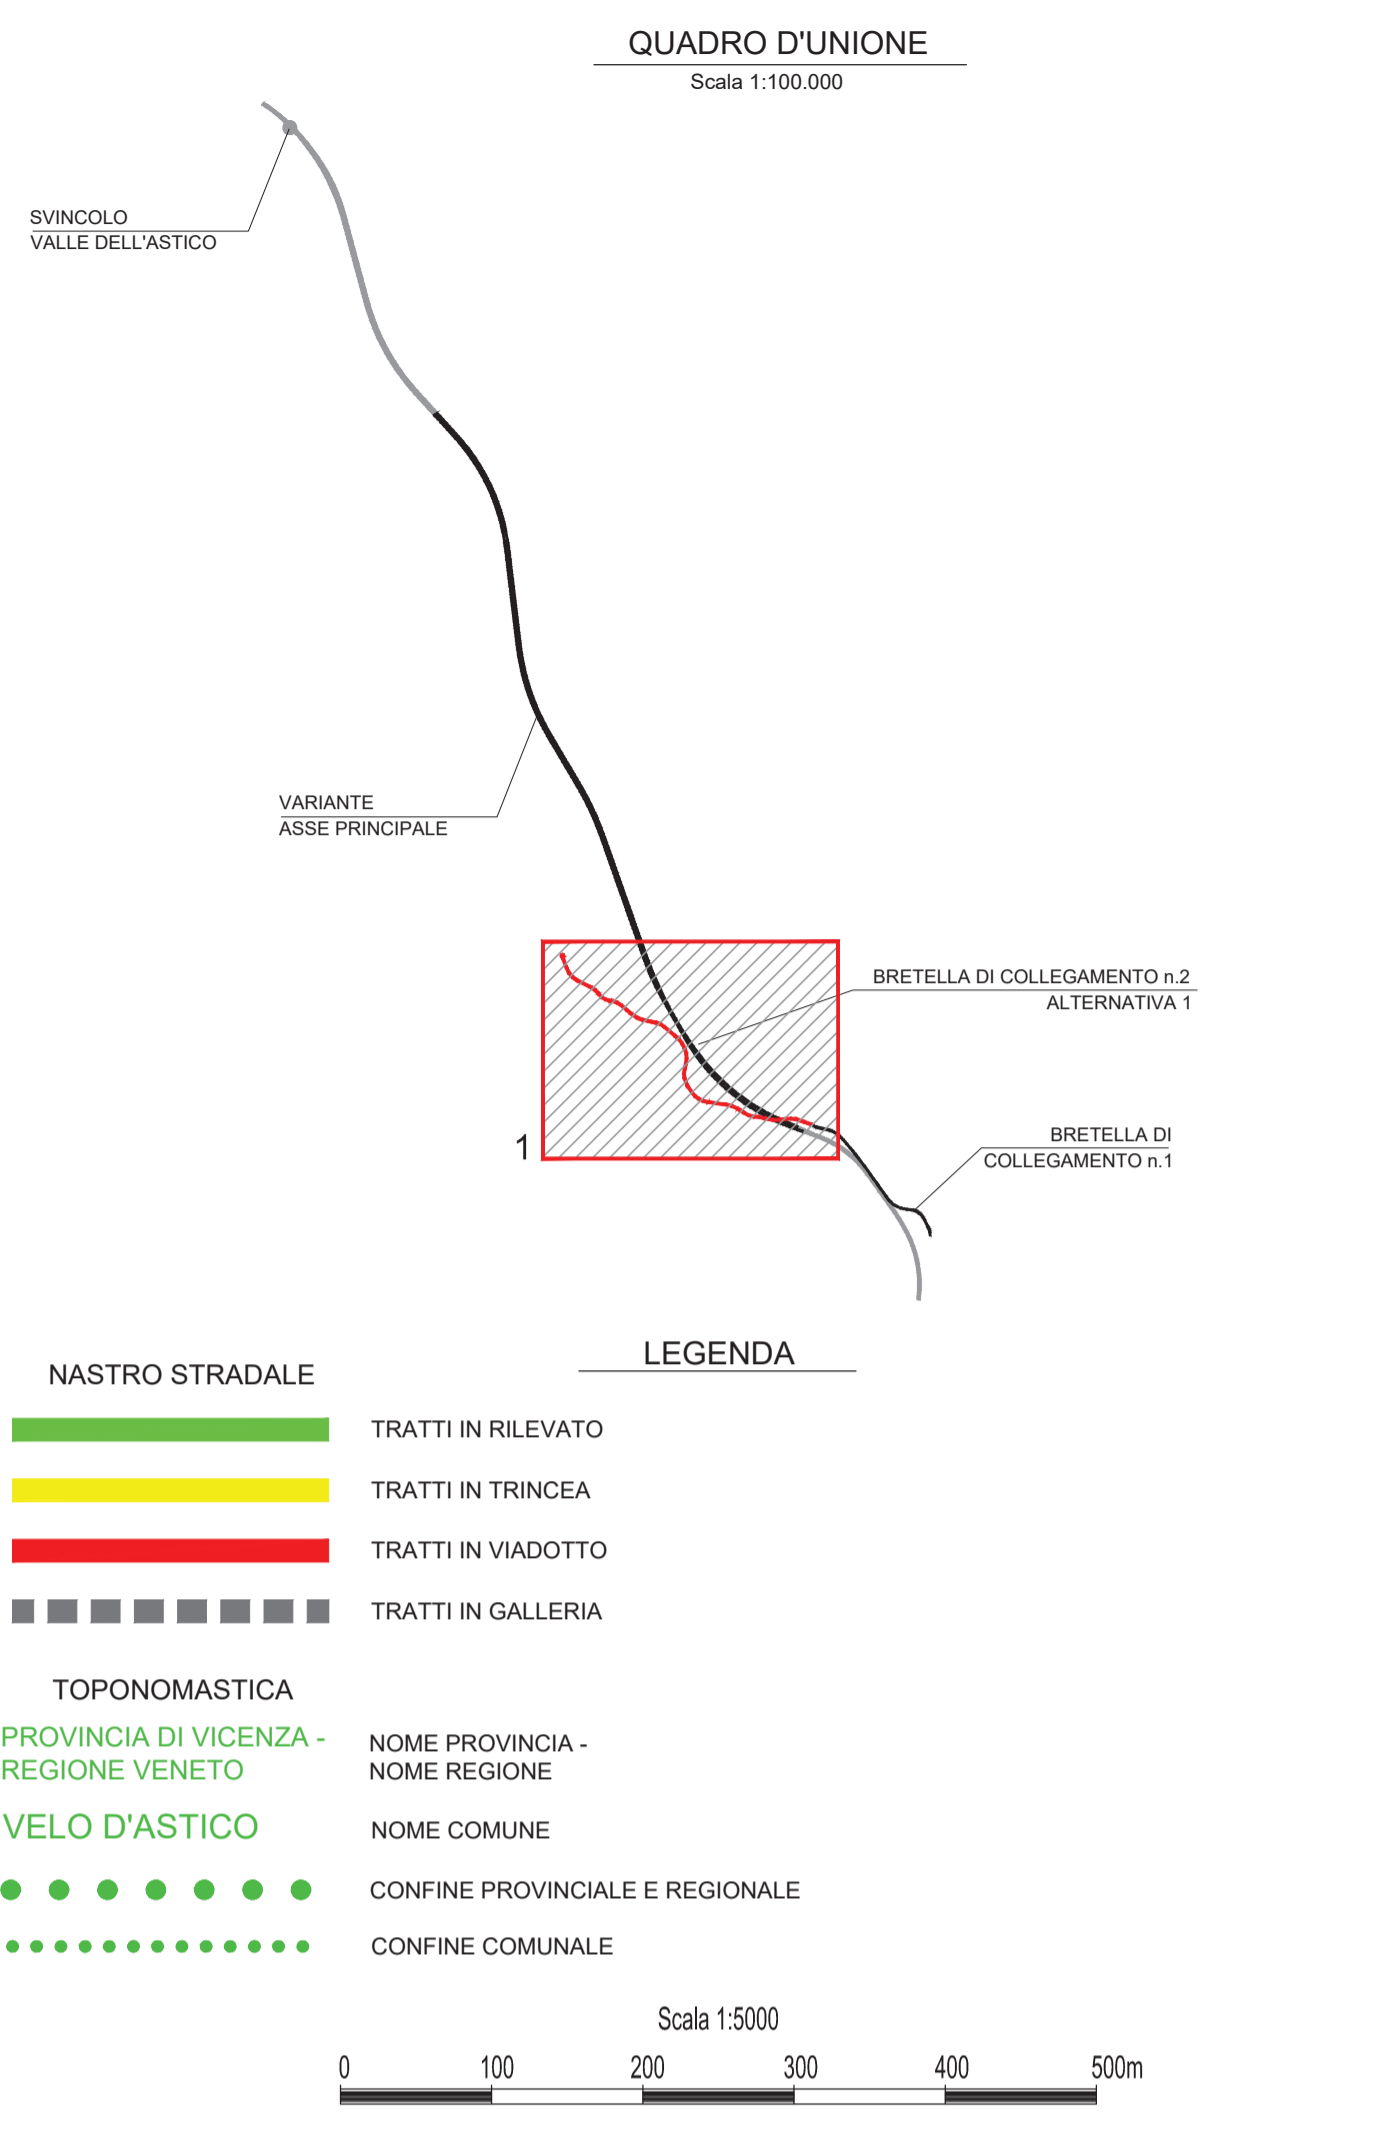 QUADRO D'UNIONE
Scala 1:100.000
SVINCOLO
VALLE DELL'ASTICO
VARIANTE
ASSE PRINCIPALE
BRETELLA DI COLLEGAMENTO n.2
ALTERNATIVA 1
1
BRETELLA DI
COLLEGAMENTO n.1
LEGENDA
NASTRO STRADALE
TRATTI IN RILEVATO
TRATTI IN TRINCEA
TRATTI IN VIADOTTO
TRATTI IN GALLERIA
TOPONOMASTICA
PROVINCIA DI VICENZA -
REGIONE VENETO
NOME PROVINCIA -
NOME REGIONE
VELO D'ASTICO
NOME COMUNE
CONFINE PROVINCIALE E REGIONALE
CONFINE COMUNALE
Scala 1:5000
0 100 200 300 400 500m